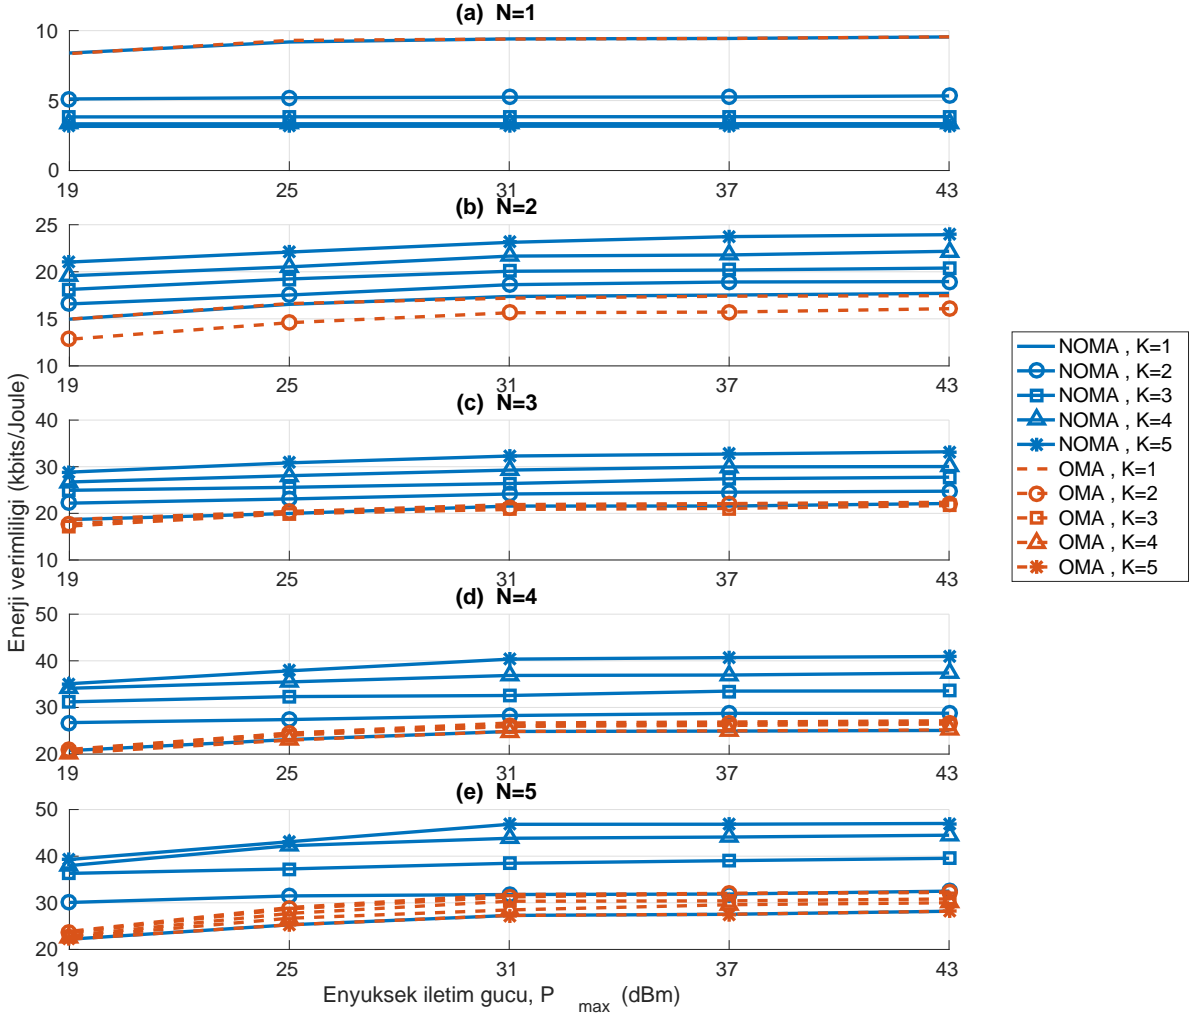 (a) N=1
10
5
0
19 25 31 37 43
(b) N=2
25
20
15
10
19 25 31 37 43
(c) N=3
40
30
20
10
19 25 31 37 43
(d) N=4
50
40
30
20
19 25 31 37 43
(e) N=5
50
40
30
20
19 25 31 37 43
Enerji verimliligi (kbits/Joule)
Enyuksek iletim gucu, P max (dBm)
NOMA , K=1
NOMA , K=2
NOMA , K=3
NOMA , K=4
NOMA , K=5
OMA , K=1
OMA , K=2
OMA , K=3
OMA , K=4
OMA , K=5